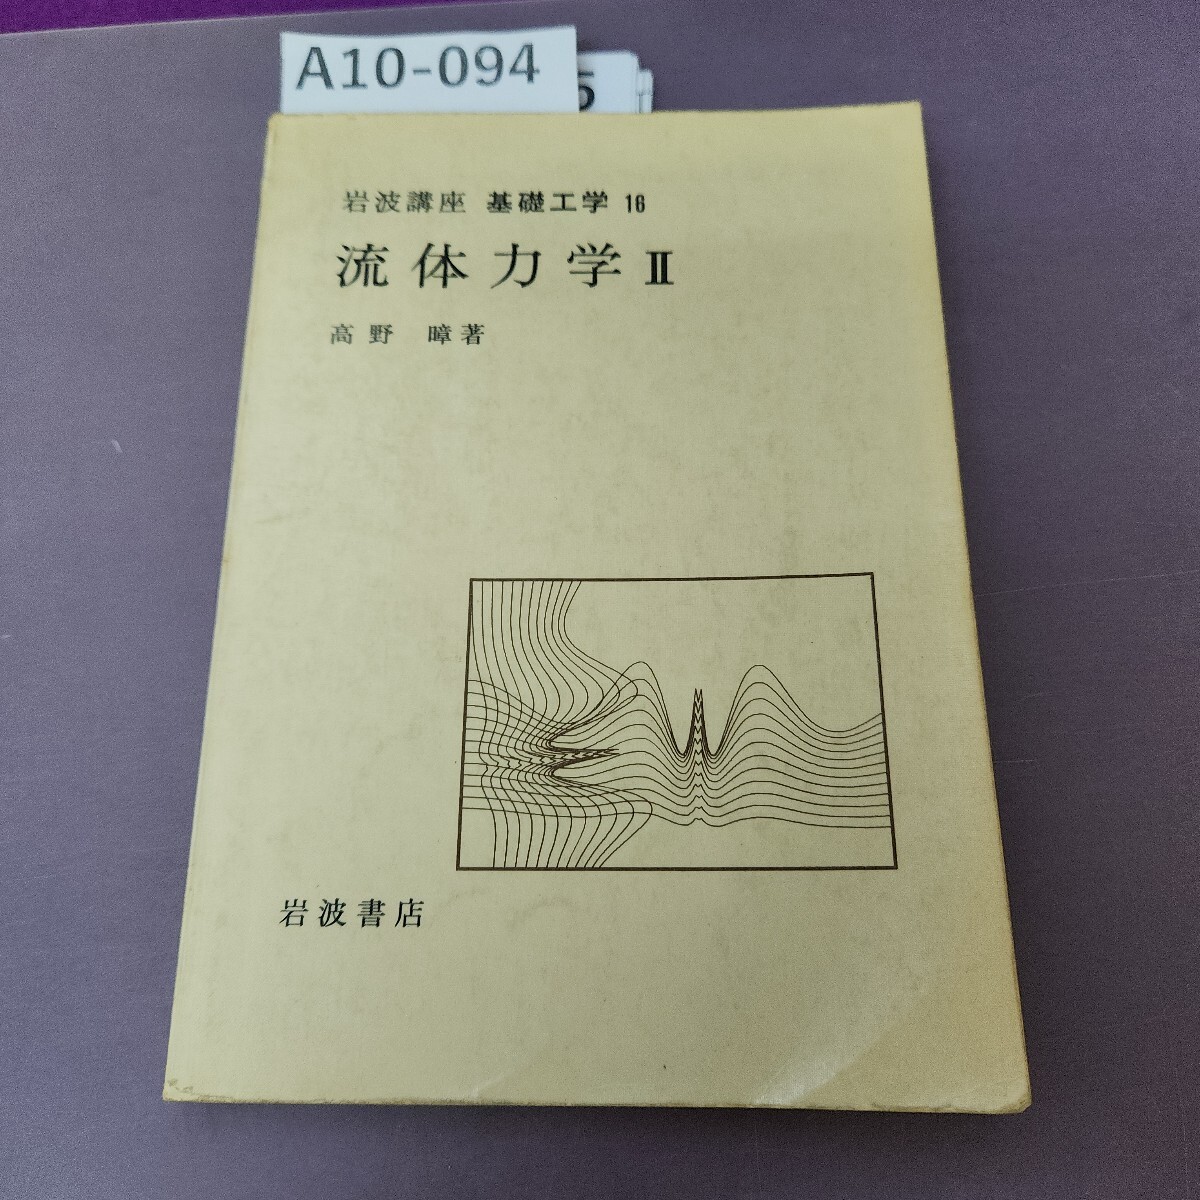 A10-094
5
岩波講座 基礎工学 16
流体力学 II
高野 暲著
岩波書店